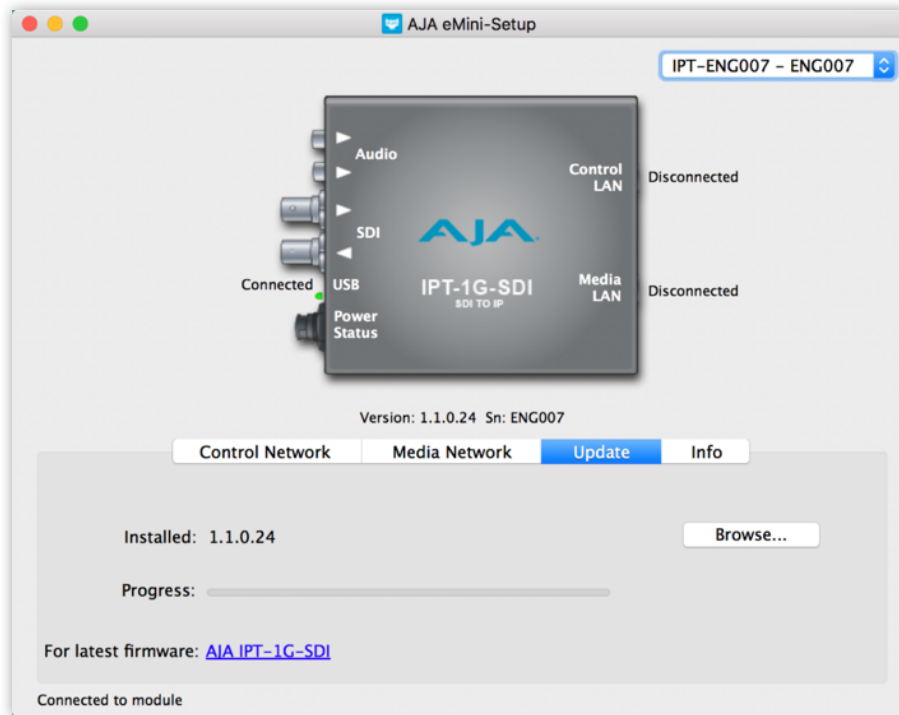 AJA eMini-Setup
IPT-ENG007 - ENG007
Audio
Control
LAN
Disconnected
SDI
AJA
Connected
USB
IPT-1G-SDI
SDI TO IP
Media
LAN
Disconnected
Power
Status
Version: 1.1.0.24 Sn: ENG007
Control Network
Media Network
Update
Info
Installed: 1.1.0.24
Browse...
Progress:
For latest firmware: AJA IPT-1G-SDI
Connected to module